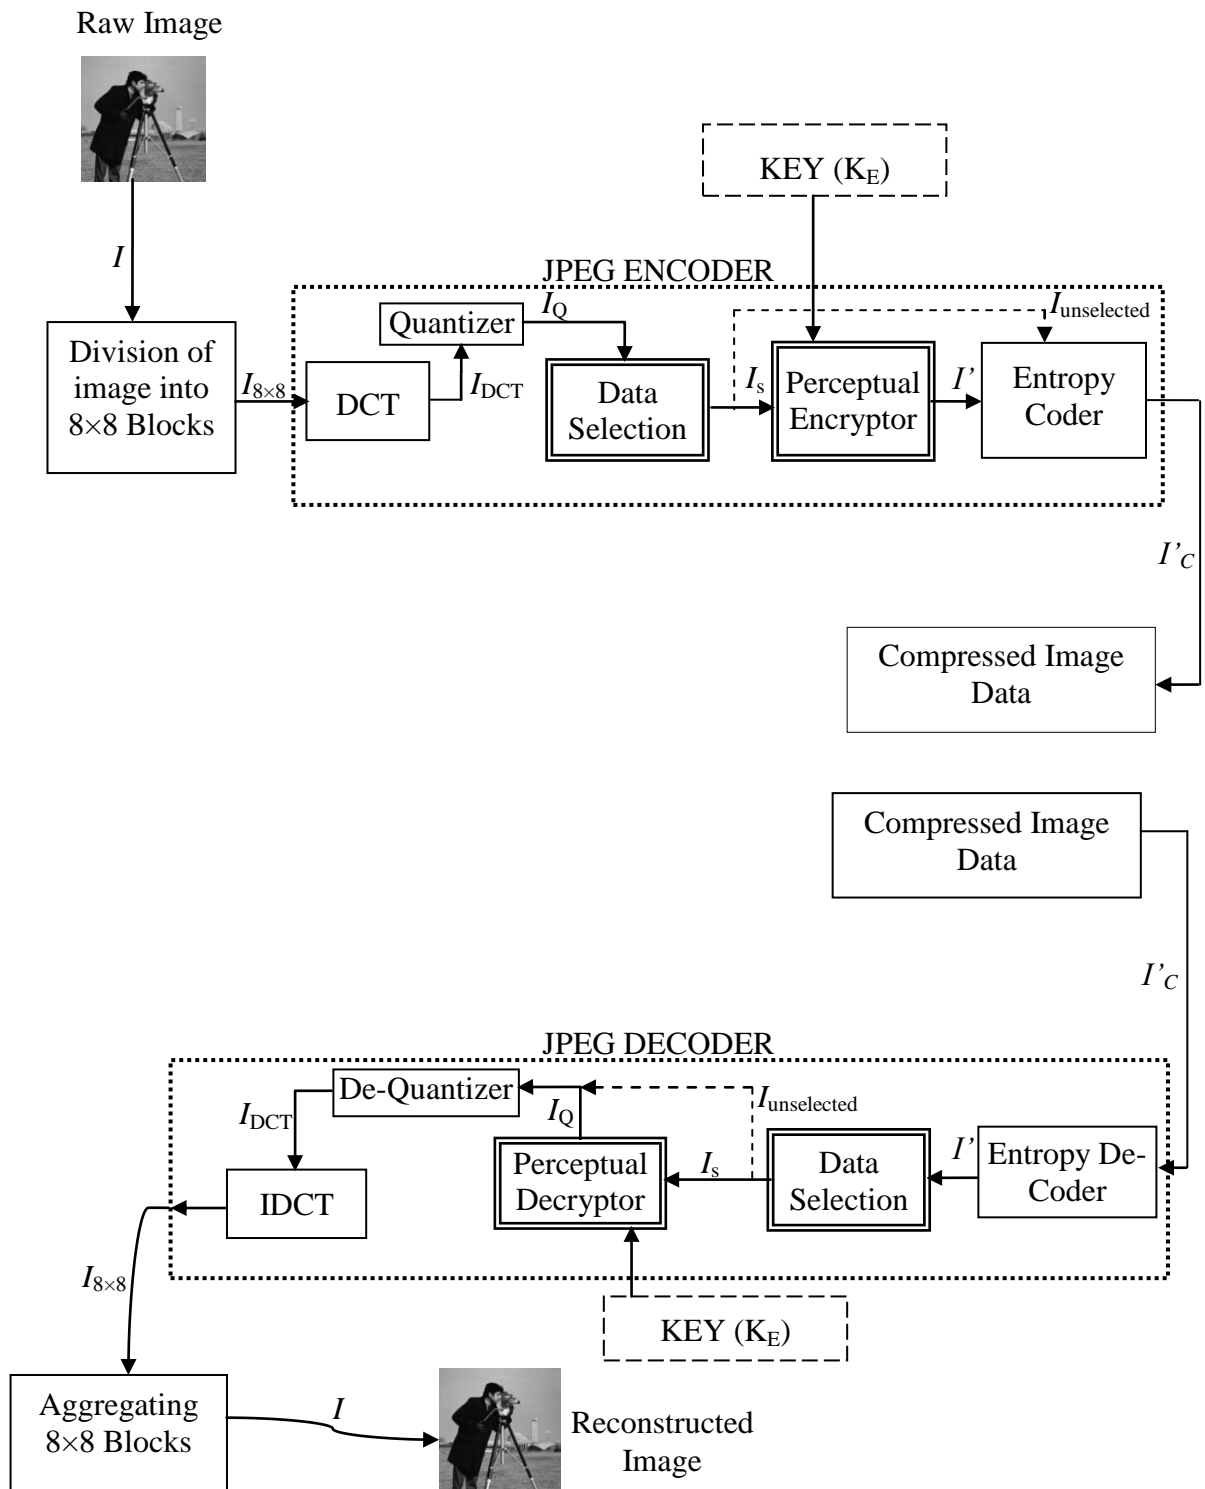 Raw Image
KEY (KE)
I
JPEG ENCODER
Division of
image into
8×8 Blocks
I8×8
DCT
IDCT
Quantizer
IQ
Data
Selection
Is
Iunselected
Perceptual
Encryptor
I'
Entropy
Coder
I'C
Compressed Image
Data
Compressed Image
Data
I'C
JPEG DECODER
Entropy De-
Coder
I'
Data
Selection
Iunselected
Is
Perceptual
Decryptor
KEY (KE)
IQ
De-Quantizer
IDCT
IDCT
I8×8
Aggregating
8×8 Blocks
I
Reconstructed
Image